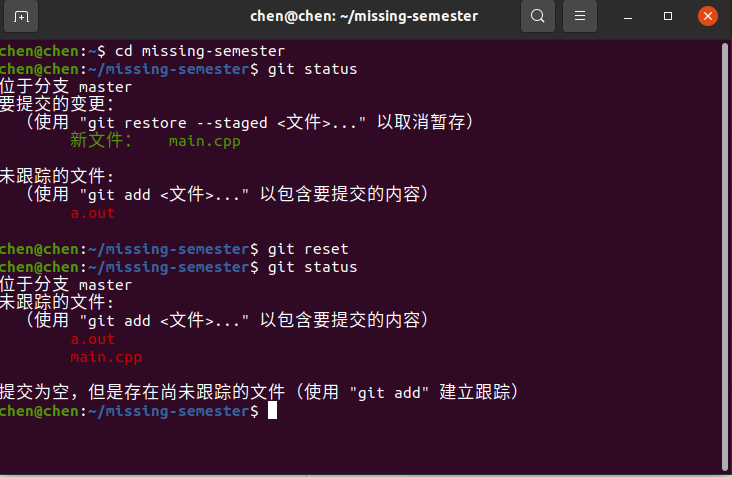 chen@chen: ~/missing-semester
chen@chen:~$ cd missing-semester
chen@chen:~/missing-semester$ git status
位于分支 master
要提交的变更：
  （使用 "git restore --staged <文件>..." 以取消暂存）
        新文件：   main.cpp
未跟踪的文件:
  （使用 "git add <文件>..." 以包含要提交的内容）
        a.out
chen@chen:~/missing-semester$ git reset
chen@chen:~/missing-semester$ git status
位于分支 master
未跟踪的文件:
  （使用 "git add <文件>..." 以包含要提交的内容）
        a.out
        main.cpp
提交为空，但是存在尚未跟踪的文件（使用 "git add" 建立跟踪）
chen@chen:~/missing-semester$